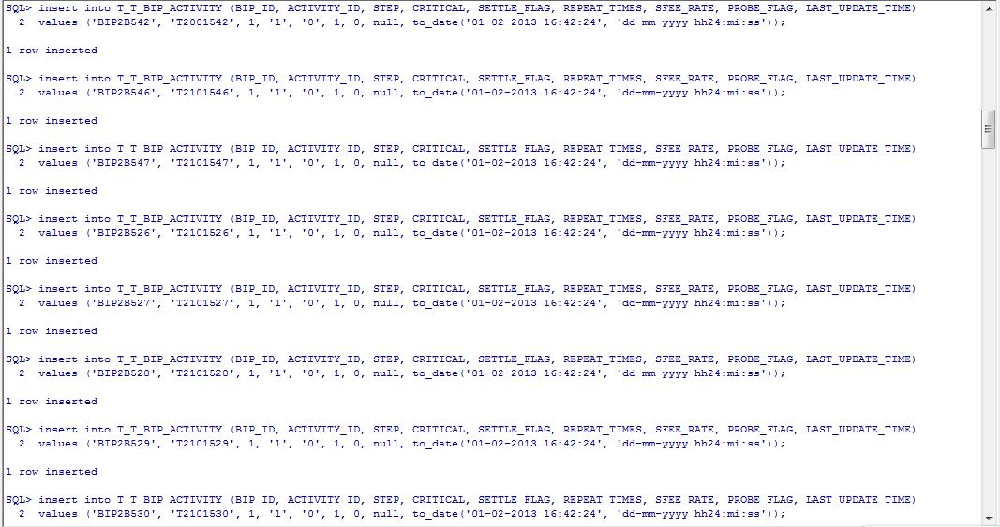 SQL> insert into T_T_BIP_ACTIVITY (BIP_ID, ACTIVITY_ID, STEP, CRITICAL, SETTLE_FLAG, REPEAT_TIMES, SFEE_RATE, PROBE_FLAG, LAST_UPDATE_TIME)
2 values ('BIP2B542', 'T2001542', 1, '1', '0', 1, 0, null, to_date('01-02-2013 16:42:24', 'dd-mm-yyyy hh24:mi:ss'));
1 row inserted
SQL> insert into T_T_BIP_ACTIVITY (BIP_ID, ACTIVITY_ID, STEP, CRITICAL, SETTLE_FLAG, REPEAT_TIMES, SFEE_RATE, PROBE_FLAG, LAST_UPDATE_TIME)
2 values ('BIP2B546', 'T2101546', 1, '1', '0', 1, 0, null, to_date('01-02-2013 16:42:24', 'dd-mm-yyyy hh24:mi:ss'));
1 row inserted
SQL> insert into T_T_BIP_ACTIVITY (BIP_ID, ACTIVITY_ID, STEP, CRITICAL, SETTLE_FLAG, REPEAT_TIMES, SFEE_RATE, PROBE_FLAG, LAST_UPDATE_TIME)
2 values ('BIP2B547', 'T2101547', 1, '1', '0', 1, 0, null, to_date('01-02-2013 16:42:24', 'dd-mm-yyyy hh24:mi:ss'));
1 row inserted
SQL> insert into T_T_BIP_ACTIVITY (BIP_ID, ACTIVITY_ID, STEP, CRITICAL, SETTLE_FLAG, REPEAT_TIMES, SFEE_RATE, PROBE_FLAG, LAST_UPDATE_TIME)
2 values ('BIP2B526', 'T2101526', 1, '1', '0', 1, 0, null, to_date('01-02-2013 16:42:24', 'dd-mm-yyyy hh24:mi:ss'));
1 row inserted
SQL> insert into T_T_BIP_ACTIVITY (BIP_ID, ACTIVITY_ID, STEP, CRITICAL, SETTLE_FLAG, REPEAT_TIMES, SFEE_RATE, PROBE_FLAG, LAST_UPDATE_TIME)
2 values ('BIP2B527', 'T2101527', 1, '1', '0', 1, 0, null, to_date('01-02-2013 16:42:24', 'dd-mm-yyyy hh24:mi:ss'));
1 row inserted
SQL> insert into T_T_BIP_ACTIVITY (BIP_ID, ACTIVITY_ID, STEP, CRITICAL, SETTLE_FLAG, REPEAT_TIMES, SFEE_RATE, PROBE_FLAG, LAST_UPDATE_TIME)
2 values ('BIP2B528', 'T2101528', 1, '1', '0', 1, 0, null, to_date('01-02-2013 16:42:24', 'dd-mm-yyyy hh24:mi:ss'));
1 row inserted
SQL> insert into T_T_BIP_ACTIVITY (BIP_ID, ACTIVITY_ID, STEP, CRITICAL, SETTLE_FLAG, REPEAT_TIMES, SFEE_RATE, PROBE_FLAG, LAST_UPDATE_TIME)
2 values ('BIP2B529', 'T2101529', 1, '1', '0', 1, 0, null, to_date('01-02-2013 16:42:24', 'dd-mm-yyyy hh24:mi:ss'));
1 row inserted
SQL> insert into T_T_BIP_ACTIVITY (BIP_ID, ACTIVITY_ID, STEP, CRITICAL, SETTLE_FLAG, REPEAT_TIMES, SFEE_RATE, PROBE_FLAG, LAST_UPDATE_TIME)
2 values ('BIP2B530', 'T2101530', 1, '1', '0', 1, 0, null, to_date('01-02-2013 16:42:24', 'dd-mm-yyyy hh24:mi:ss'));